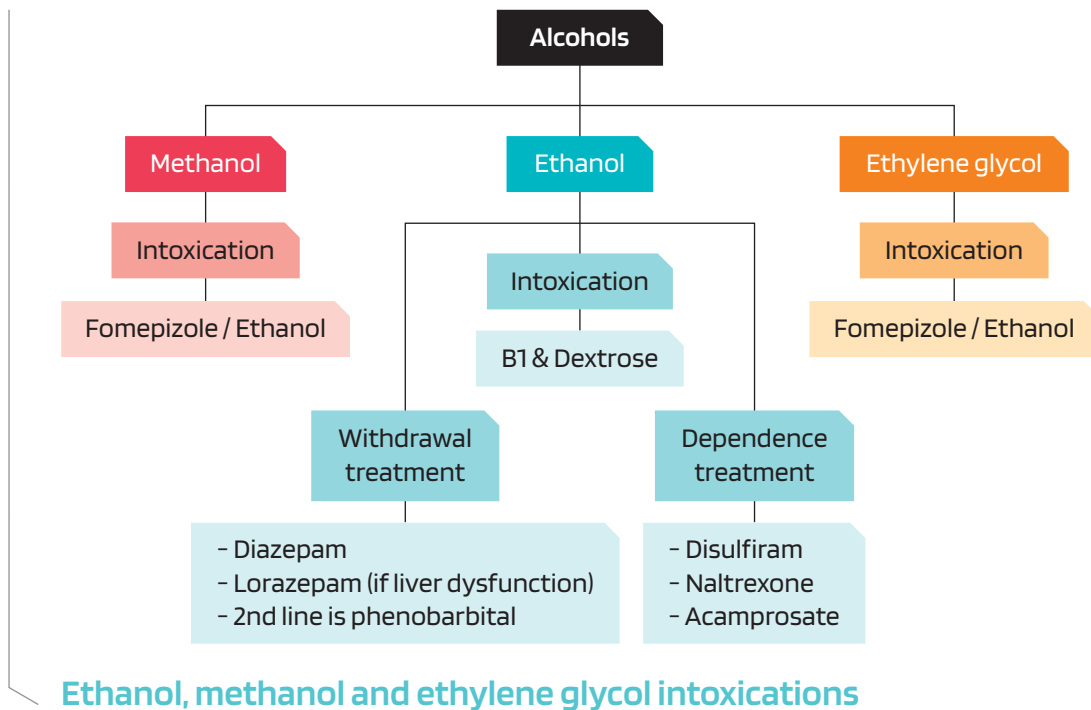 Alcohols
Methanol
Ethanol
Ethylene glycol
Intoxication
Intoxication
Intoxication
Fomepizole / Ethanol
B1 & Dextrose
Fomepizole / Ethanol
Withdrawal
treatment
Dependence
treatment
- Diazepam
- Lorazepam (if liver dysfunction)
- 2nd line is phenobarbital
- Disulfiram
- Naltrexone
- Acamprosate
Ethanol, methanol and ethylene glycol intoxications